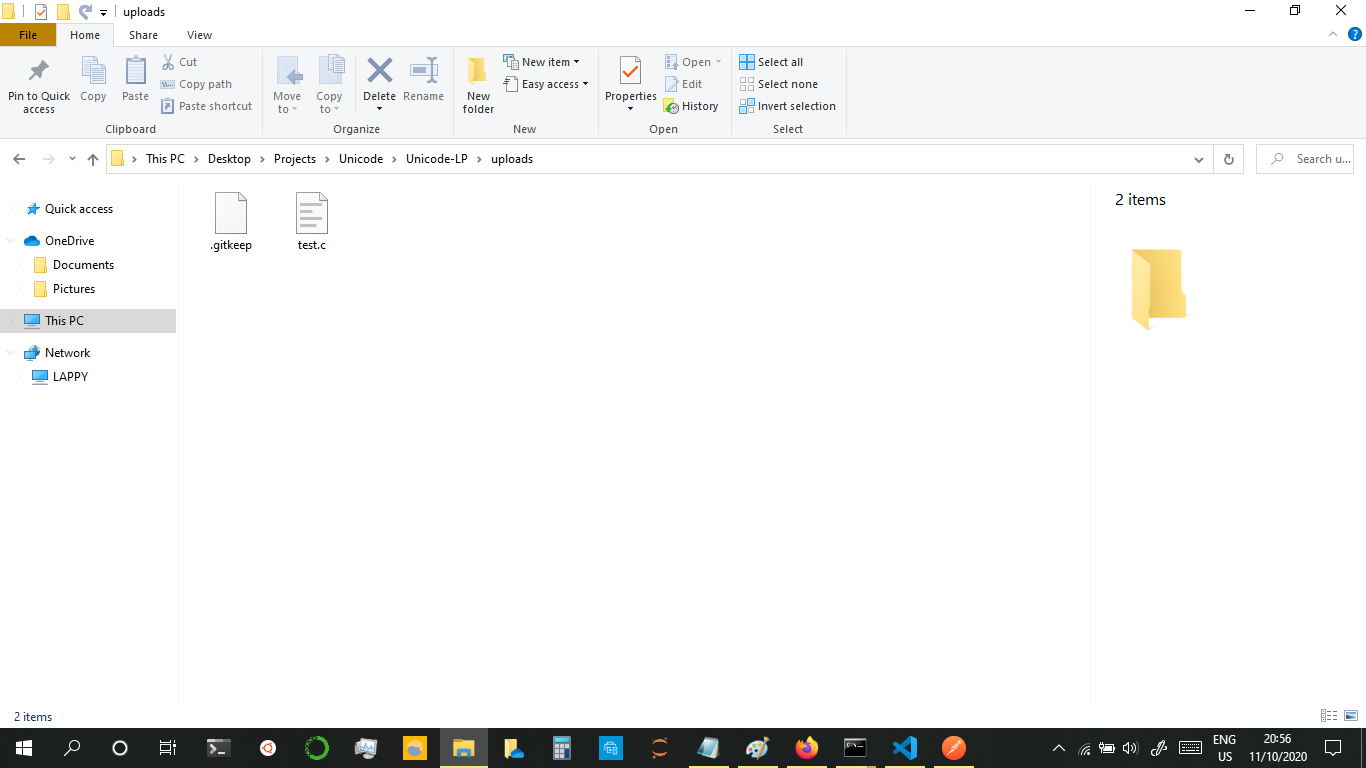 uploads
File Home Share View
Pin to Quick access
Copy
Paste
Cut
Copy path
Paste shortcut
Clipboard
Move to
Copy to
Delete
Rename
Organize
New folder
New item
Easy access
New
Properties
Open
Edit
History
Open
Select all
Select none
Invert selection
Select
This PC Desktop Projects Unicode Unicode-LP uploads
Search u...
Quick access
OneDrive
Documents
Pictures
This PC
Network
LAPPY
.gitkeep
test.c
2 items
2 items
ENG
US
20:56
11/10/2020